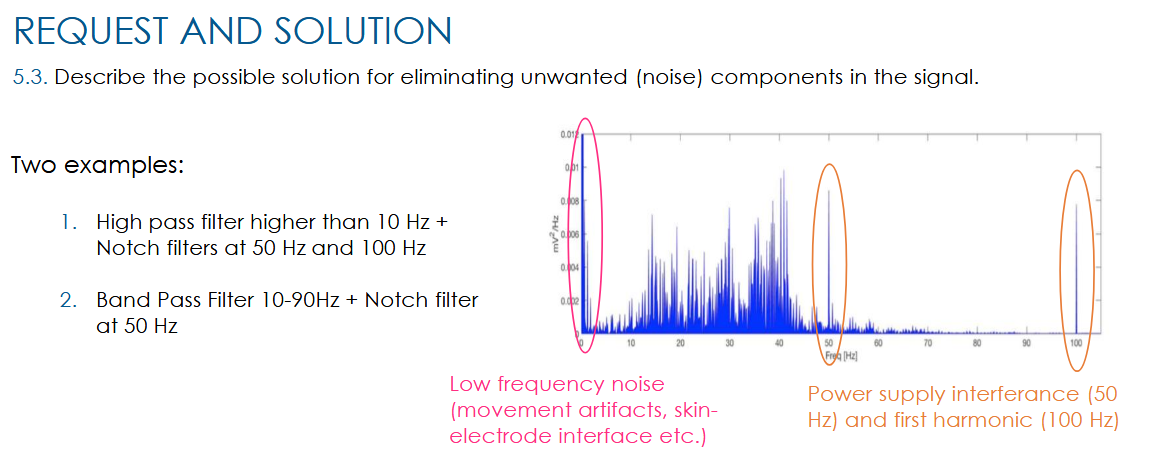 REQUEST AND SOLUTION
5.3. Describe the possible solution for eliminating unwanted (noise) components in the signal.
Two examples:
1. High pass filter higher than 10 Hz +
Notch filters at 50 Hz and 100 Hz
2. Band Pass Filter 10-90Hz + Notch filter
at 50 Hz
0.012
0.01
0.008
0.006
0.004
0.002
0
mV²/Hz
0 10 20 30 40 50 60 70 80 90 100
Freq [Hz]
Low frequency noise
(movement artifacts, skin-
electrode interface etc.)
Power supply interferance (50
Hz) and first harmonic (100 Hz)